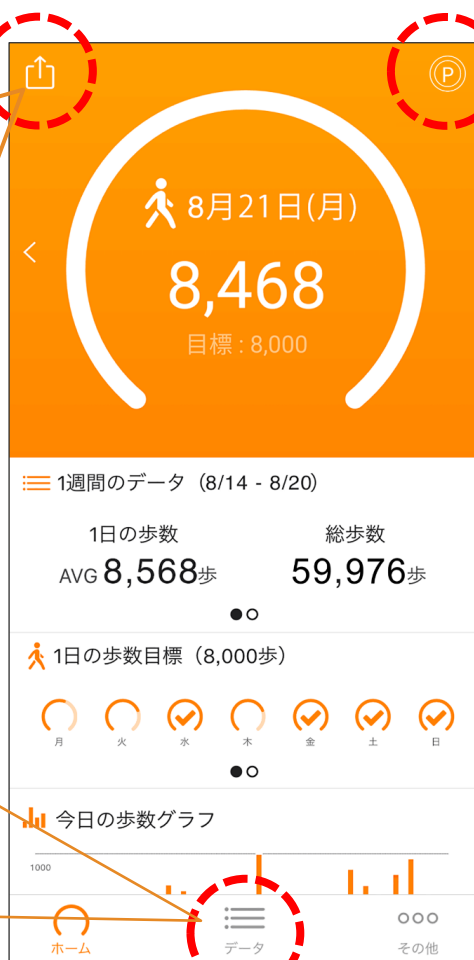 P
8月21日(月)
8,468
目標 : 8,000
1週間のデータ（8/14 - 8/20）
1日の歩数 総歩数
AVG 8,568歩 59,976歩
1日の歩数目標（8,000歩）
月 火 水 木 金 土 日
今日の歩数グラフ
1000
ホーム データ その他